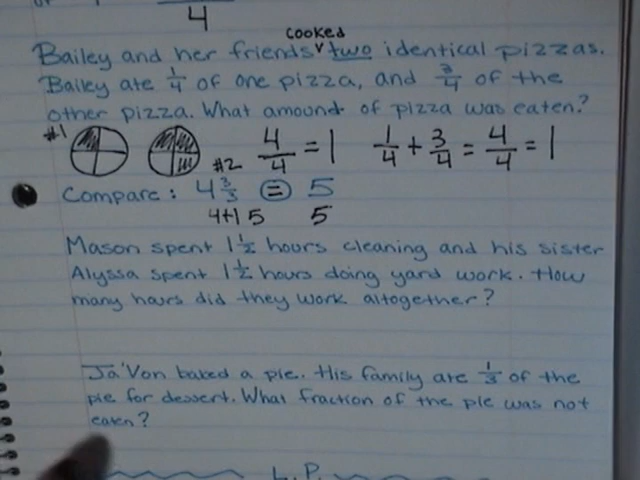 4
cooked
Bailey and her friends ˅ two identical pizzas.
Bailey ate 1/4 of one pizza, and 3/4 of the
other pizza. What amound of pizza was eaten?
#1 #2 4/4 = 1 1/4 + 3/4 = 4/4 = 1
Compare: 4 3/3 = 5
4+1 5 5
Mason spent 1 1/2 hours cleaning and his sister
Alyssa spent 1 1/2 hours doing yard work. How
many hours did they work altogether?
Ja'Von baked a pie. His family ate 1/3 of the
pie for dessert. What fraction of the pie was not
eaten?
L.P.